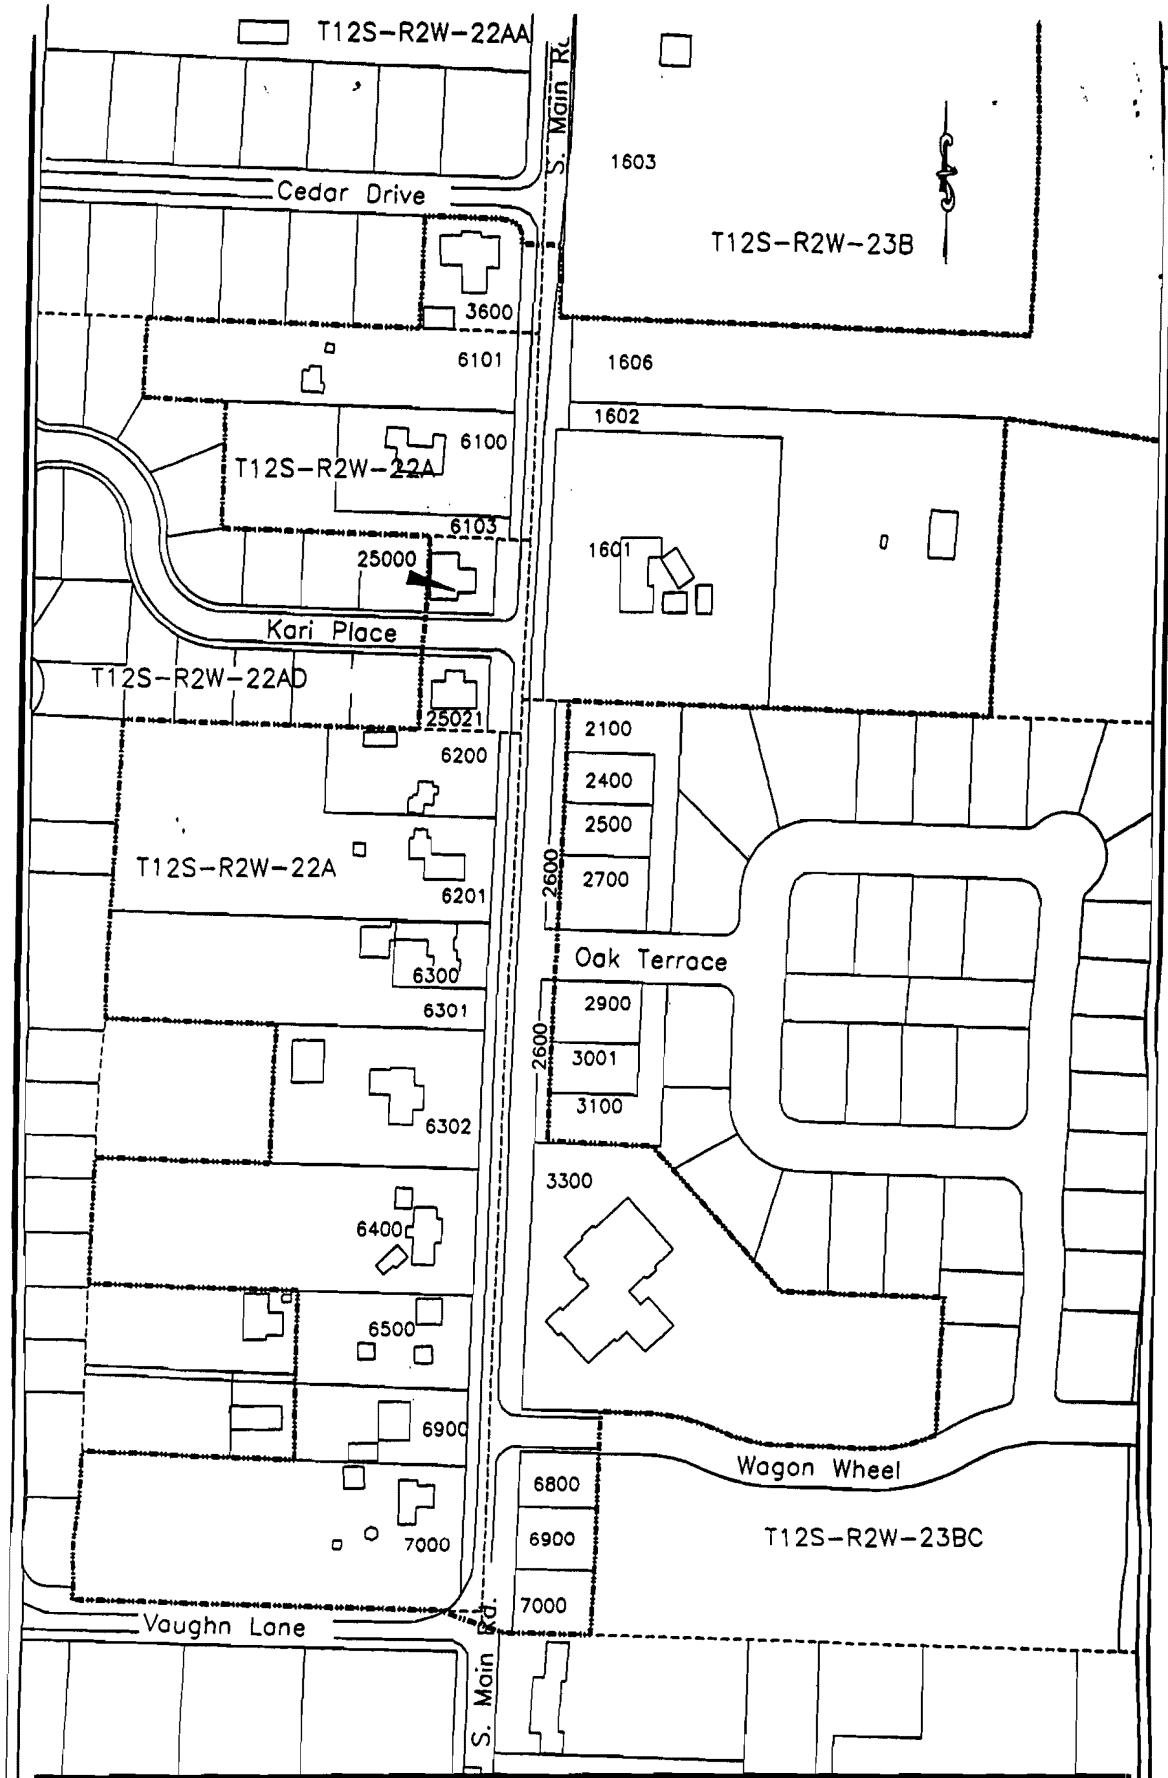 T12S-R2W-22AA
S. Main Rd.
1603
Cedar Drive
T12S-R2W-23B
3600
6101
1606
1602
6100
T12S-R2W-22A
6103
1601
25000
Kari Place
T12S-R2W-22AD
25021
2100
6200
2400
2500
T12S-R2W-22A
2600
2700
6201
Oak Terrace
6300
2900
6301
2600
3001
3100
6302
3300
6400
6500
6900
Wagon Wheel
6800
T12S-R2W-23BC
6900
7000
7000
Vaughn Lane
S. Main Rd.